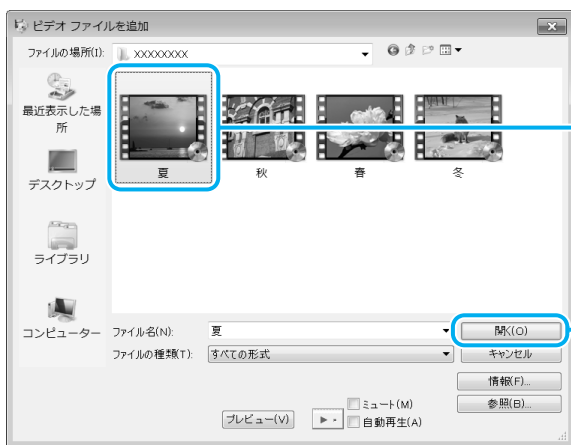 ビデオ ファイルを追加
ファイルの場所(I):
XXXXXXXX
最近表示した場所
デスクトップ
ライブラリ
コンピューター
夏
秋
春
冬
ファイル名(N):
夏
開く(O)
ファイルの種類(T):
すべての形式
キャンセル
情報(F)...
参照(B)...
プレビュー(V)
ミュート(M)
自動再生(A)